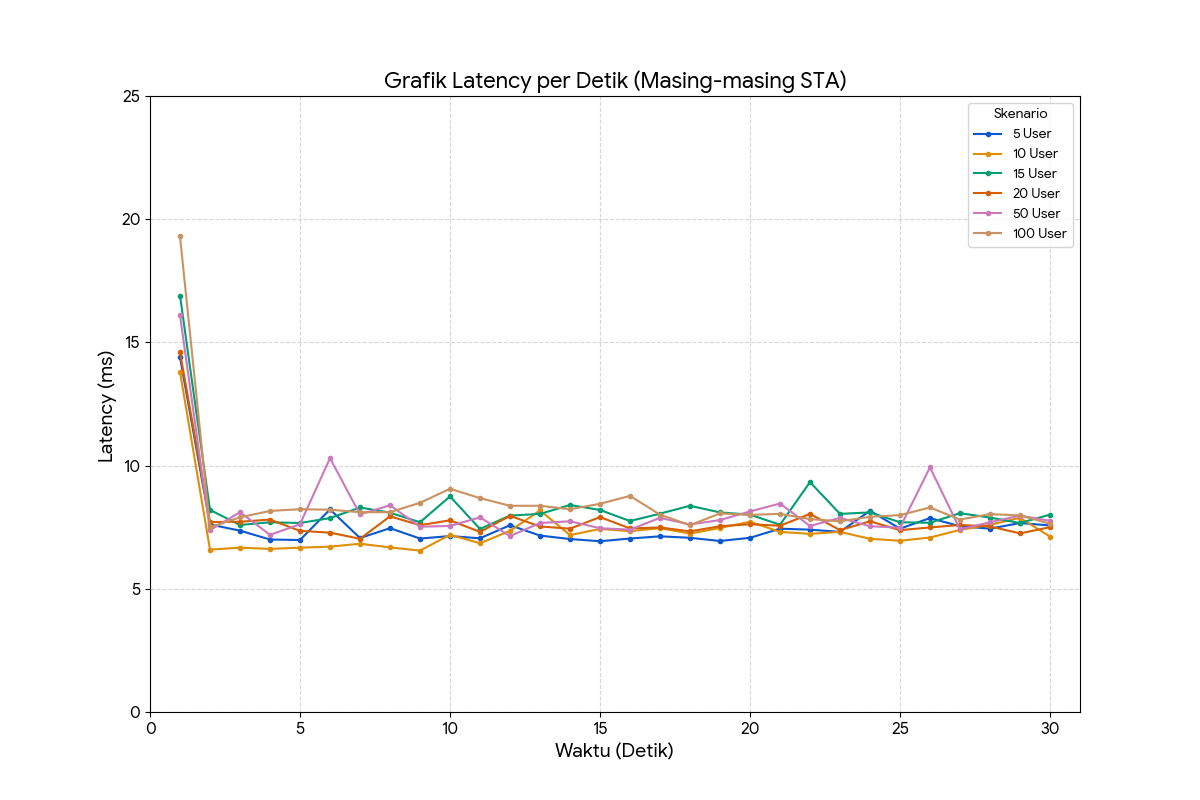 Grafik Latency per Detik (Masing-masing STA)
25
20
15
10
5
0
Latency (ms)
Skenario
5 User
10 User
15 User
20 User
50 User
100 User
0 5 10 15 20 25 30
Waktu (Detik)